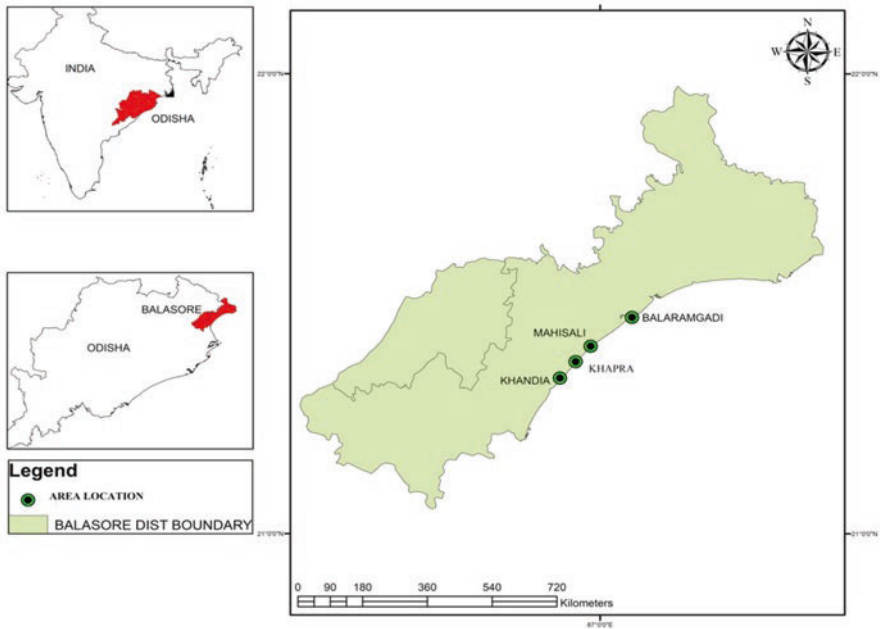 INDIA
ODISHA
BALASORE
ODISHA
Legend
AREA LOCATION
BALASORE DIST BOUNDARY
N
W E
S
22°0'0"N
22°0'0"N
BALARAMGADI
MAHISALI
KHAPRA
KHANDIA
21°0'0"N
21°0'0"N
0 90 180 360 540 720
Kilometers
87°0'0"E